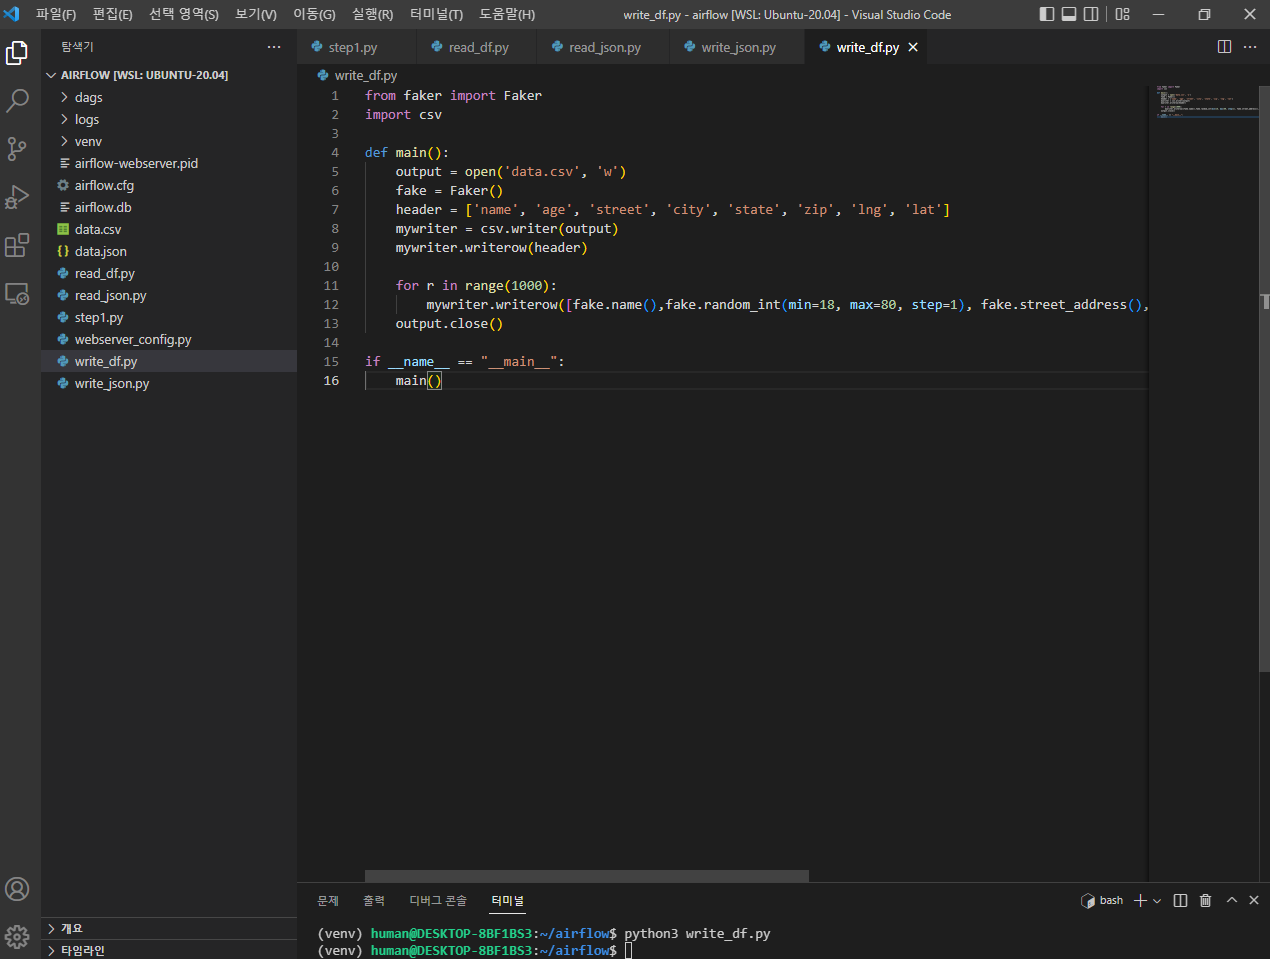 파일(F) 편집(E) 선택 영역(S) 보기(V) 이동(G) 실행(R) 터미널(T) 도움말(H) write_df.py - airflow [WSL: Ubuntu-20.04] - Visual Studio Code
탐색기
step1.py read_df.py read_json.py write_json.py write_df.py
AIRFLOW [WSL: UBUNTU-20.04]
dags
logs
venv
airflow-webserver.pid
airflow.cfg
airflow.db
data.csv
data.json
read_df.py
read_json.py
step1.py
webserver_config.py
write_df.py
write_json.py
개요
타임라인
write_df.py
1 from faker import Faker
2 import csv
3
4 def main():
5 output = open('data.csv', 'w')
6 fake = Faker()
7 header = ['name', 'age', 'street', 'city', 'state', 'zip', 'lng', 'lat']
8 mywriter = csv.writer(output)
9 mywriter.writerow(header)
10
11 for r in range(1000):
12 mywriter.writerow([fake.name(),fake.random_int(min=18, max=80, step=1), fake.street_address(),
13 output.close()
14
15 if __name__ == "__main__":
16 main()
문제 출력 디버그 콘솔 터미널 bash
(venv) human@DESKTOP-8BF1BS3:~/airflow$ python3 write_df.py
(venv) human@DESKTOP-8BF1BS3:~/airflow$